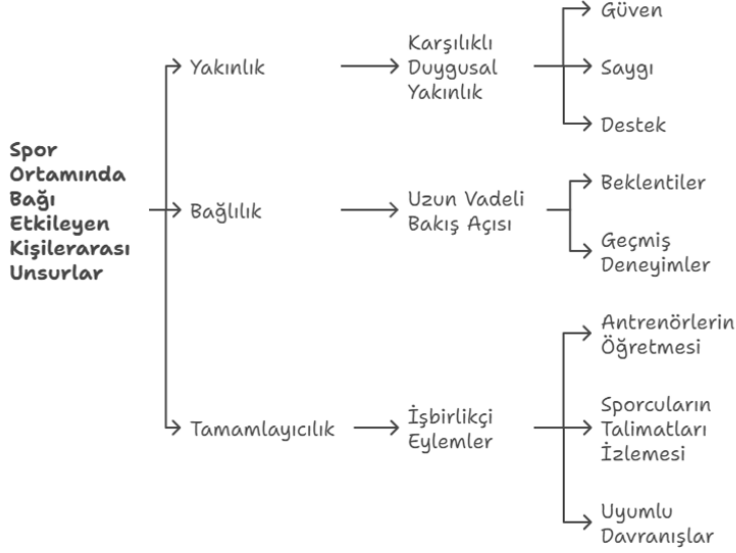 Spor
Ortamında
Bağı
Etkileyen
Kişilerarası
Unsurlar
Yakınlık
Karşılıklı
Duygusal
Yakınlık
Güven
Saygı
Destek
Bağlılık
Uzun Vadeli
Bakış Açısı
Beklentiler
Geçmiş
Deneyimler
Tamamlayıcılık
İşbirlikçi
Eylemler
Antrenörlerin
Öğretmesi
Sporcuların
Talimatları
İzlemesi
Uyumlu
Davranışlar